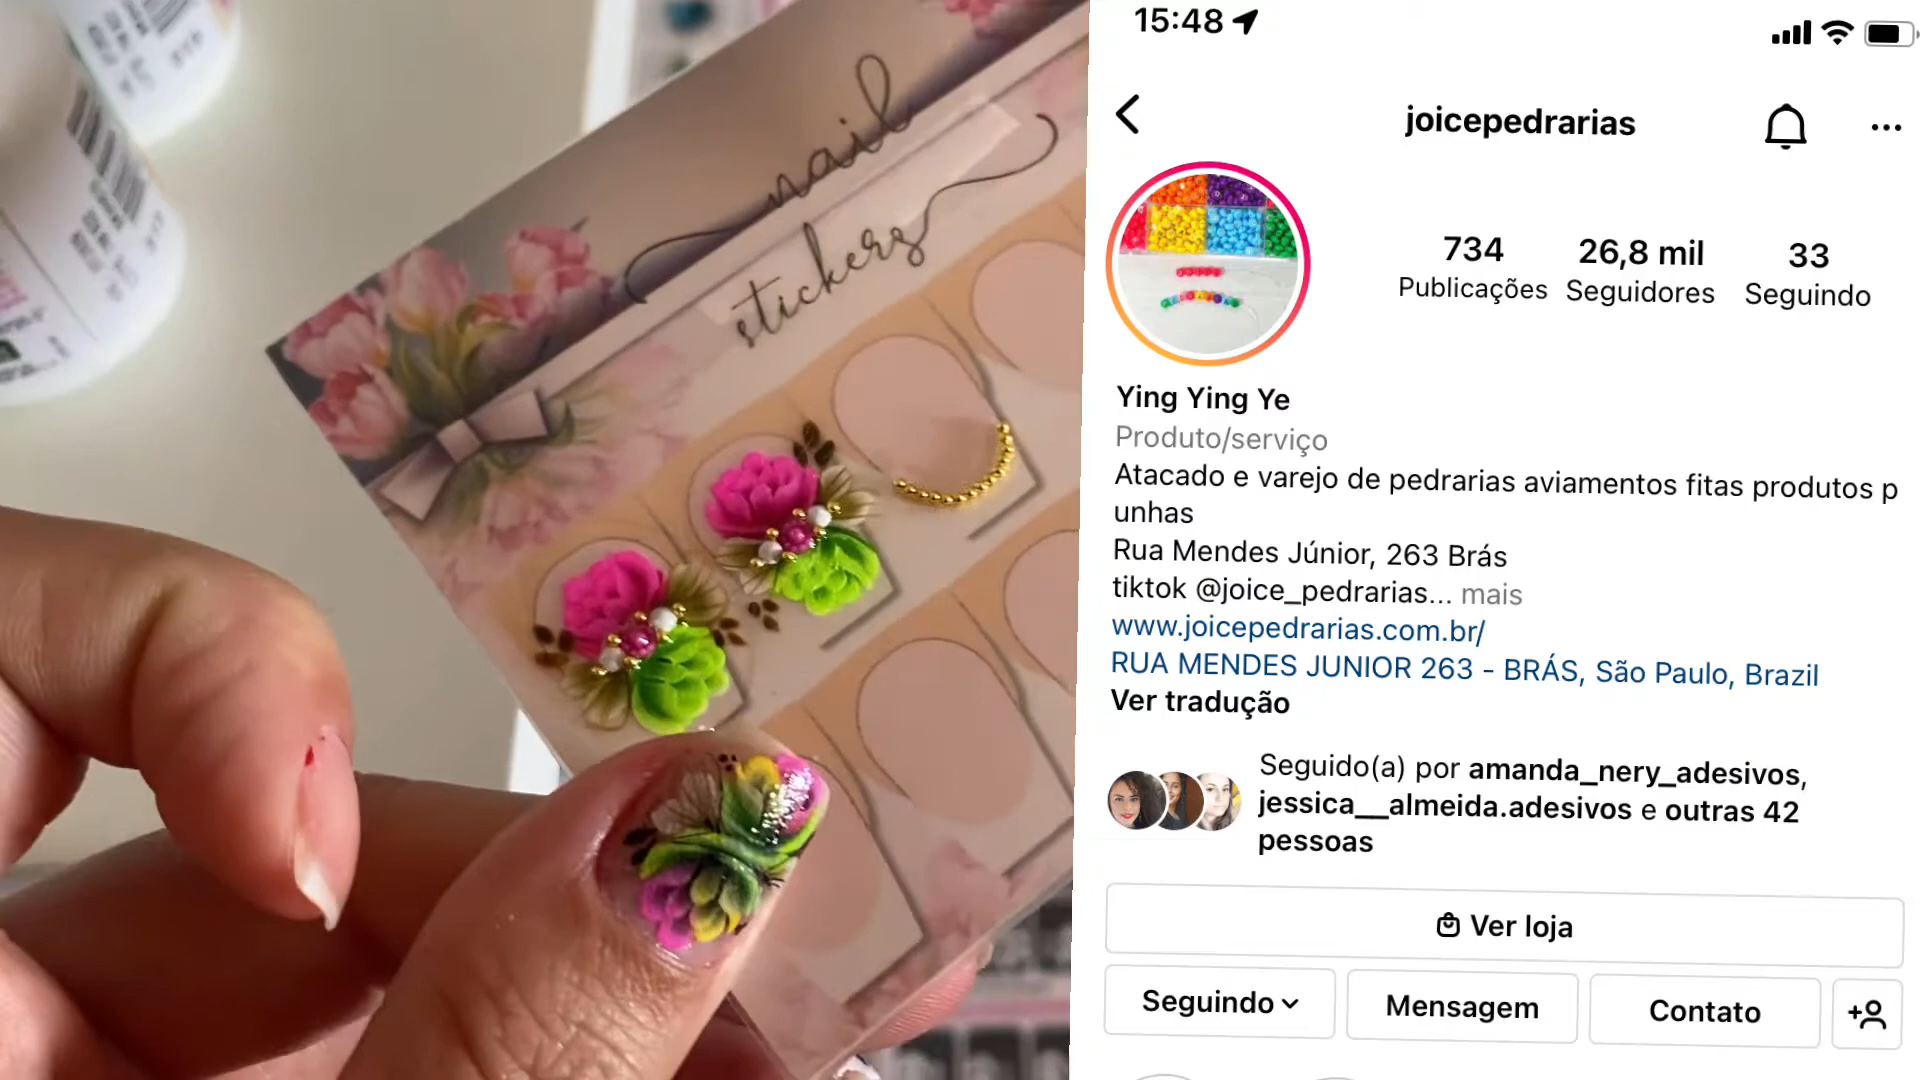 nail
stickers
15:48
joicepedrarias
734
Publicações
26,8 mil
Seguidores
33
Seguindo
Ying Ying Ye
Produto/serviço
Atacado e varejo de pedrarias aviamentos fitas produtos p
unhas
Rua Mendes Júnior, 263 Brás
tiktok @joice_pedrarias... mais
www.joicepedrarias.com.br/
RUA MENDES JUNIOR 263 - BRÁS, São Paulo, Brazil
Ver tradução
Seguido(a) por amanda_nery_adesivos,
jessica__almeida.adesivos e outras 42
pessoas
Ver loja
Seguindo
Mensagem
Contato